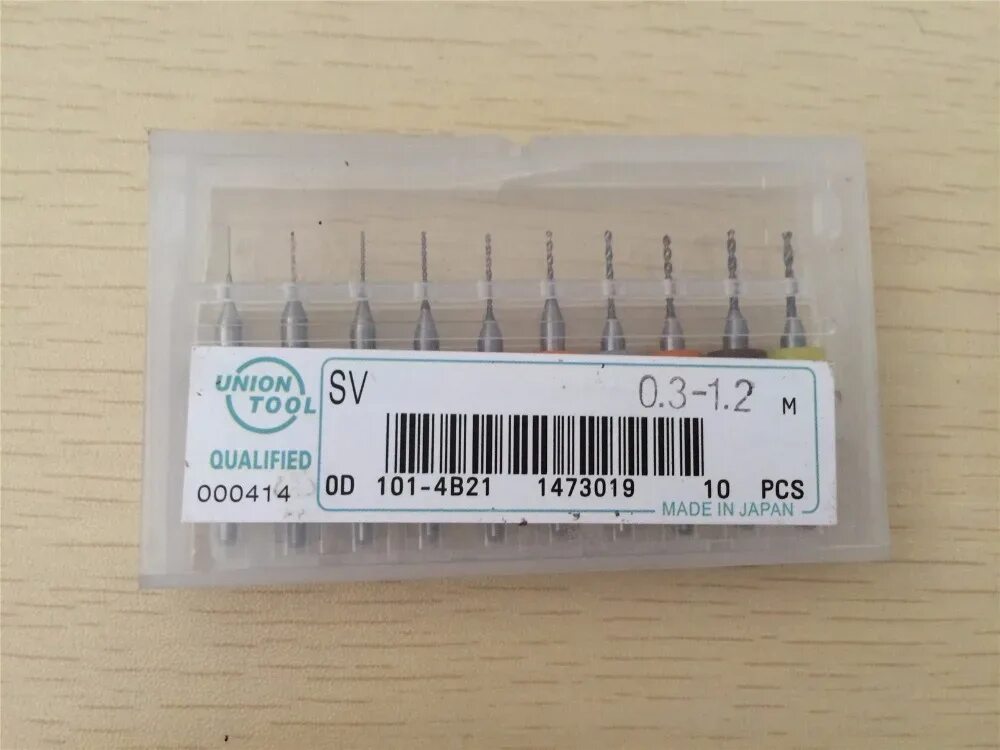 UNION
TOOL
QUALIFIED
000414
SV 0.3-1.2 M
0D 101-4B21 1473019 10 PCS
MADE IN JAPAN